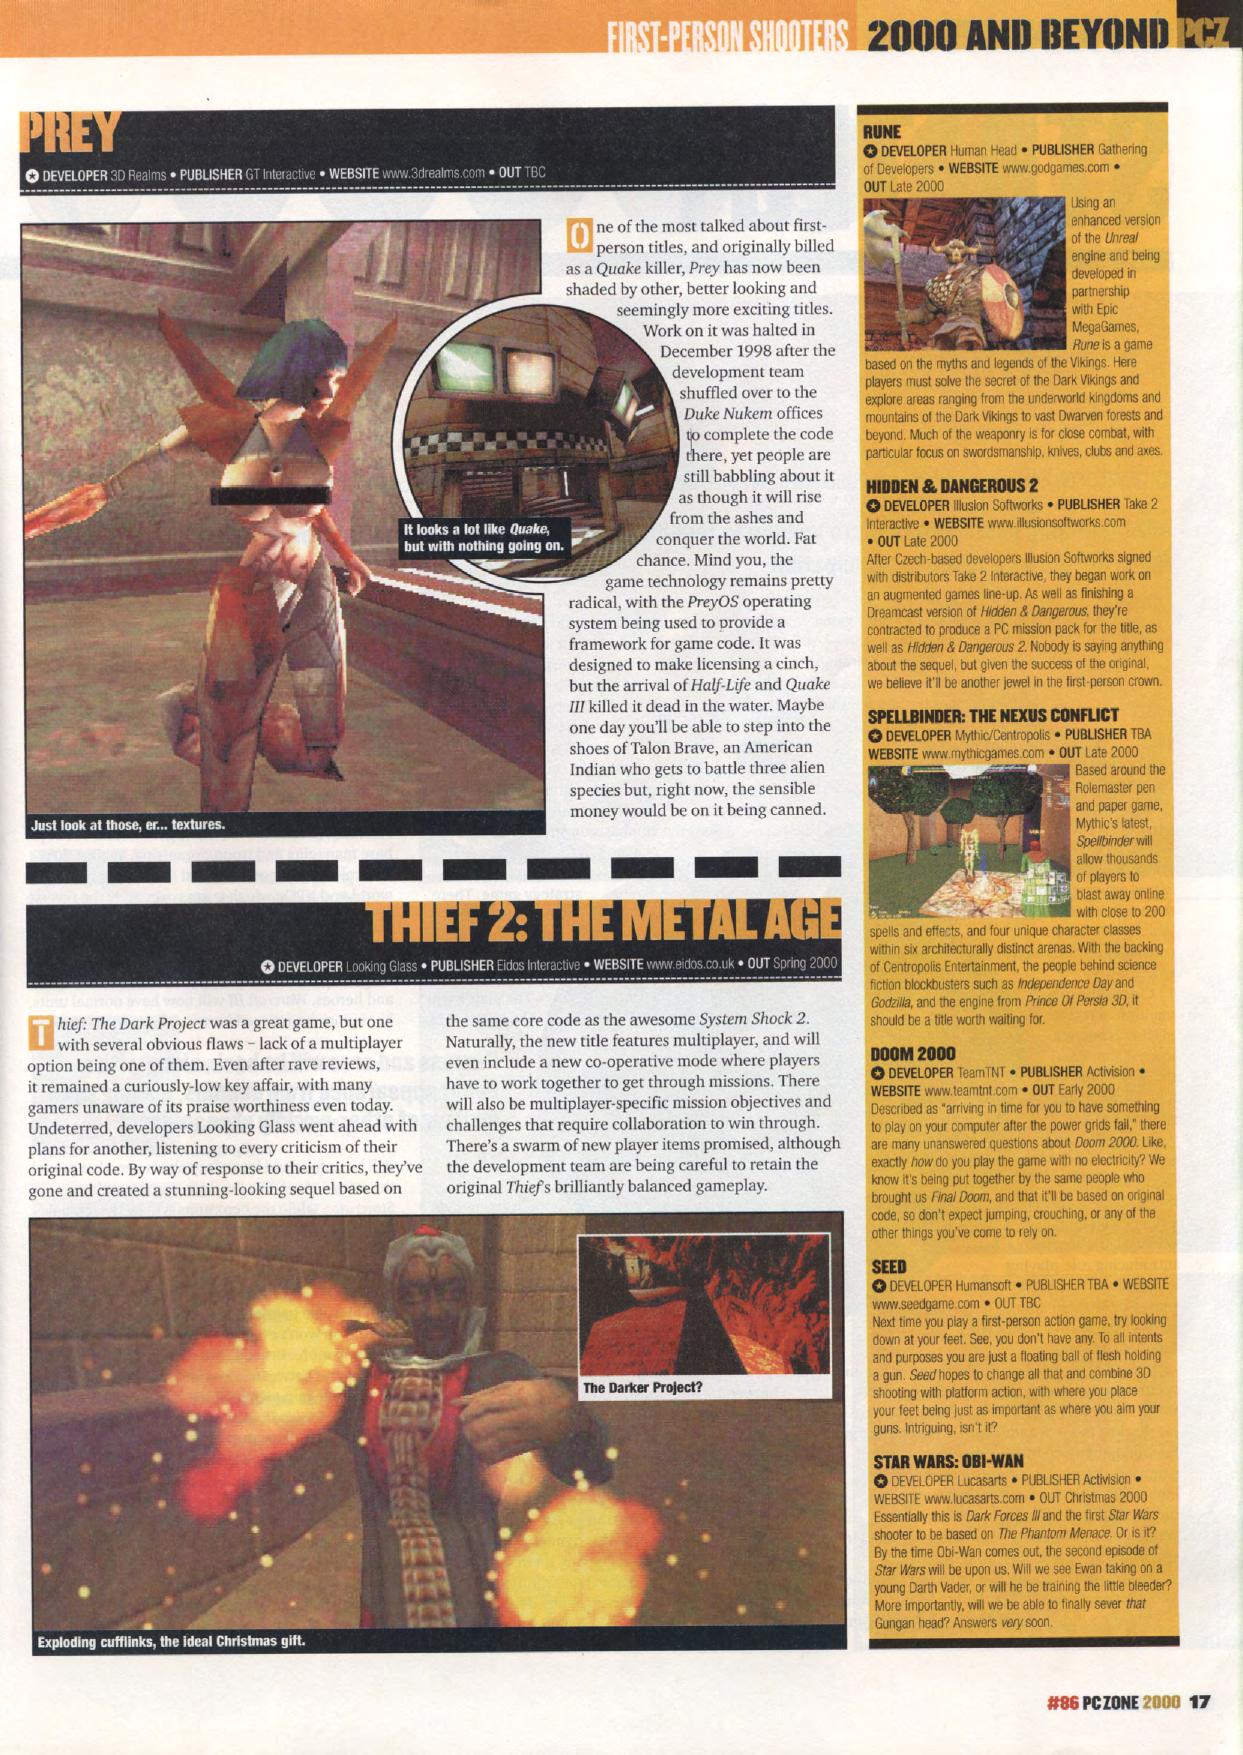 FIRST-PERSON SHOOTERS 2000 AND BEYOND PCZ
PREY
DEVELOPER 3D Realms • PUBLISHER GT Interactive • WEBSITE www.3drealms.com • OUT TBC
One of the most talked about first-
person titles, and originally billed
as a Quake killer, Prey has now been
shaded by other, better looking and
seemingly more exciting titles.
Work on it was halted in
December 1998 after the
development team
shuffled over to the
Duke Nukem offices
to complete the code
there, yet people are
still babbling about it
as though it will rise
from the ashes and
conquer the world. Fat
chance. Mind you, the
game technology remains pretty
radical, with the PreyOS operating
system being used to provide a
framework for game code. It was
designed to make licensing a cinch,
but the arrival of Half-Life and Quake
III killed it dead in the water. Maybe
one day you'll be able to step into the
shoes of Talon Brave, an American
Indian who gets to battle three alien
species but, right now, the sensible
money would be on it being canned.
It looks a lot like Quake,
but with nothing going on.
Just look at those, er... textures.
THIEF 2: THE METAL AGE
DEVELOPER Looking Glass • PUBLISHER Eidos Interactive • WEBSITE www.eidos.co.uk • OUT Spring 2000
Thief: The Dark Project was a great game, but one
with several obvious flaws – lack of a multiplayer
option being one of them. Even after rave reviews,
it remained a curiously-low key affair, with many
gamers unaware of its praise worthiness even today.
Undeterred, developers Looking Glass went ahead with
plans for another, listening to every criticism of their
original code. By way of response to their critics, they've
gone and created a stunning-looking sequel based on
the same core code as the awesome System Shock 2.
Naturally, the new title features multiplayer, and will
even include a new co-operative mode where players
have to work together to get through missions. There
will also be multiplayer-specific mission objectives and
challenges that require collaboration to win through.
There's a swarm of new player items promised, although
the development team are being careful to retain the
original Thief's brilliantly balanced gameplay.
The Darker Project?
Exploding cufflinks, the ideal Christmas gift.
RUNE
DEVELOPER Human Head • PUBLISHER Gathering
of Developers • WEBSITE www.godgames.com •
OUT Late 2000
Using an
enhanced version
of the Unreal
engine and being
developed in
partnership
with Epic
MegaGames,
Rune is a game
based on the myths and legends of the Vikings. Here
players must solve the secret of the Dark Vikings and
explore areas ranging from the underworld kingdoms and
mountains of the Dark Vikings to vast Dwarven forests and
beyond. Much of the weaponry is for close combat, with
particular focus on swordsmanship, knives, clubs and axes.
HIDDEN & DANGEROUS 2
DEVELOPER Illusion Softworks • PUBLISHER Take 2
Interactive • WEBSITE www.illusionsoftworks.com
• OUT Late 2000
After Czech-based developers Illusion Softworks signed
with distributors Take 2 Interactive, they began work on
an augmented games line-up. As well as finishing a
Dreamcast version of Hidden & Dangerous, they're
contracted to produce a PC mission pack for the title, as
well as Hidden & Dangerous 2. Nobody is saying anything
about the sequel, but given the success of the original,
we believe it'll be another jewel in the first-person crown.
SPELLBINDER: THE NEXUS CONFLICT
DEVELOPER Mythic/Centropolis • PUBLISHER TBA
WEBSITE www.mythicgames.com • OUT Late 2000
Based around the
Rolemaster pen
and paper game,
Mythic's latest,
Spellbinder will
allow thousands
of players to
blast away online
with close to 200
spells and effects, and four unique character classes
within six architecturally distinct arenas. With the backing
of Centropolis Entertainment, the people behind science
fiction blockbusters such as Independence Day and
Godzilla, and the engine from Prince Of Persia 3D, it
should be a title worth waiting for.
DOOM 2000
DEVELOPER TeamTNT • PUBLISHER Activision •
WEBSITE www.teamtnt.com • OUT Early 2000
Described as "arriving in time for you to have something
to play on your computer after the power grids fail," there
are many unanswered questions about Doom 2000. Like,
exactly how do you play the game with no electricity? We
know it's being put together by the same people who
brought us Final Doom, and that it'll be based on original
code, so don't expect jumping, crouching, or any of the
other things you've come to rely on.
SEED
DEVELOPER Humansoft • PUBLISHER TBA • WEBSITE
www.seedgame.com • OUT TBC
Next time you play a first-person action game, try looking
down at your feet. See, you don't have any. To all intents
and purposes you are just a floating ball of flesh holding
a gun. Seed hopes to change all that and combine 3D
shooting with platform action, with where you place
your feet being just as important as where you aim your
guns. Intriguing, isn't it?
STAR WARS: OBI-WAN
DEVELOPER Lucasarts • PUBLISHER Activision •
WEBSITE www.lucasarts.com • OUT Christmas 2000
Essentially this is Dark Forces III and the first Star Wars
shooter to be based on The Phantom Menace. Or is it?
By the time Obi-Wan comes out, the second episode of
Star Wars will be upon us. Will we see Ewan taking on a
young Darth Vader, or will he be training the little bleeder?
More importantly, will we be able to finally sever that
Gungan head? Answers very soon.
#86 PC ZONE 2000 17